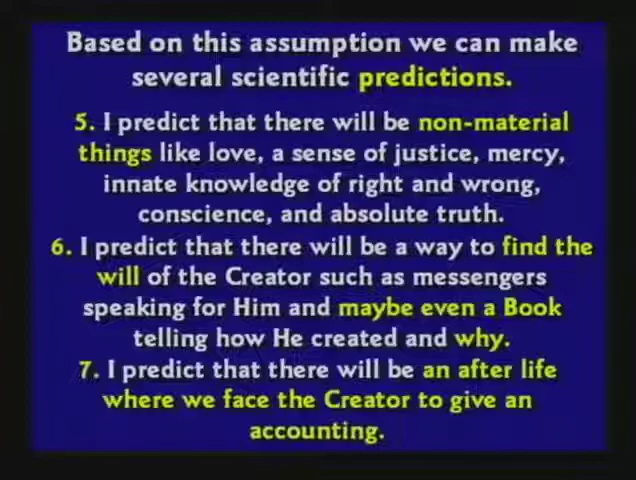 Based on this assumption we can make
several scientific predictions.
5. I predict that there will be non-material
things like love, a sense of justice, mercy,
innate knowledge of right and wrong,
conscience, and absolute truth.
6. I predict that there will be a way to find the
will of the Creator such as messengers
speaking for Him and maybe even a Book
telling how He created and why.
7. I predict that there will be an after life
where we face the Creator to give an
accounting.